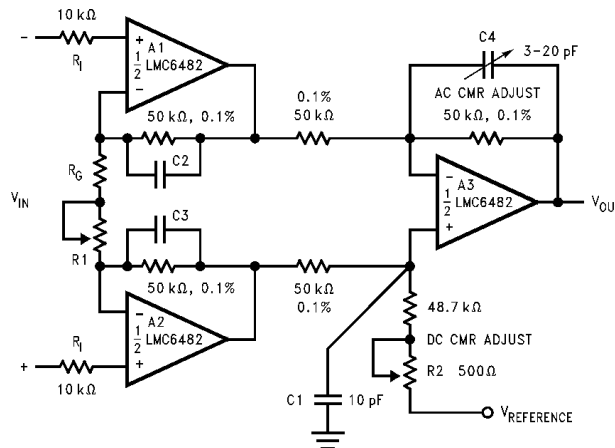 10 kΩ
−
RI
+
A1
1/2
LMC6482
−
C4
3-20 pF
AC CMR ADJUST
50 kΩ, 0.1%
0.1%
50 kΩ
50 kΩ, 0.1%
C2
RG
VIN
R1
−
A3
1/2
LMC6482
+
VOU
C3
50 kΩ, 0.1%
50 kΩ
0.1%
48.7 kΩ
−
A2
1/2
LMC6482
+
RI
+
10 kΩ
DC CMR ADJUST
R2 500Ω
C1
10 pF
VREFERENCE